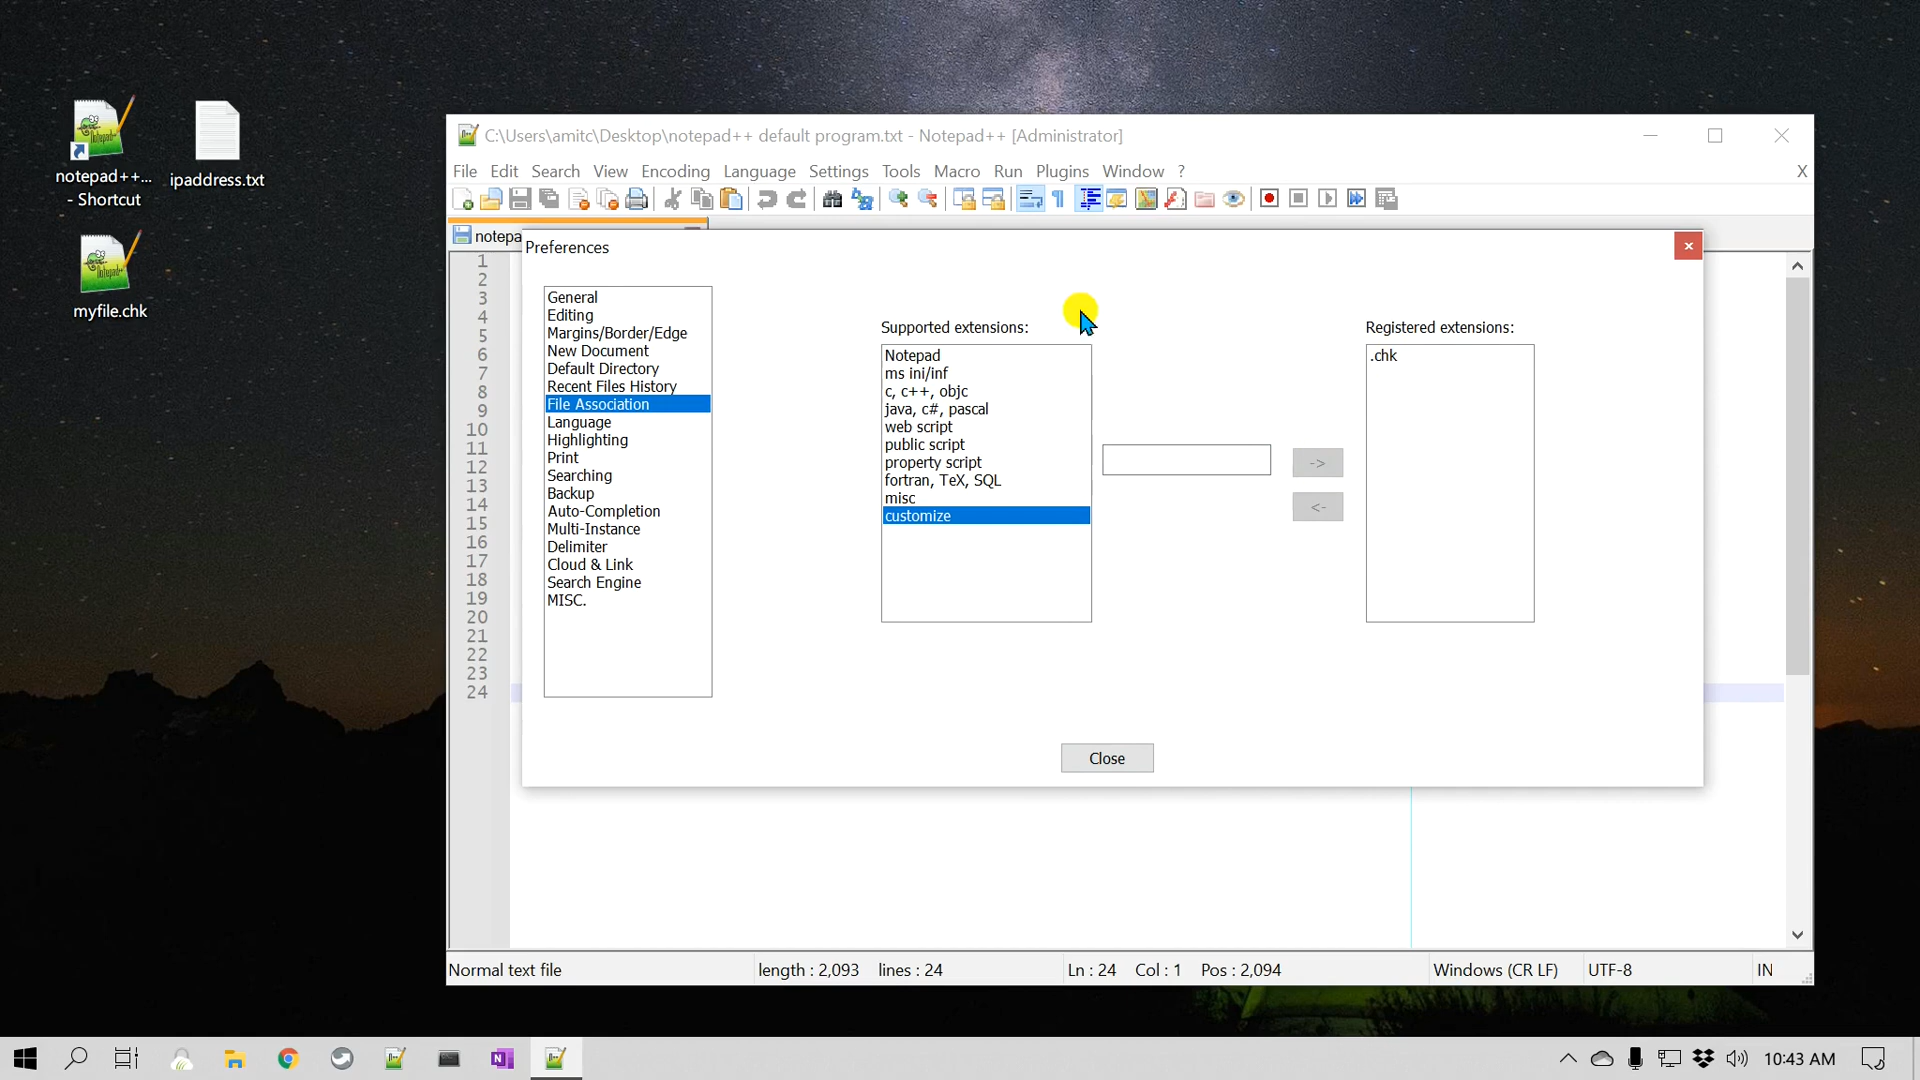 notepad++...
- Shortcut
ipaddress.txt
myfile.chk
C:\Users\amitc\Desktop\notepad++ default program.txt - Notepad++ [Administrator]
File Edit Search View Encoding Language Settings Tools Macro Run Plugins Window ?
X
notepa
Preferences
General
Editing
Margins/Border/Edge
New Document
Default Directory
Recent Files History
File Association
Language
Highlighting
Print
Searching
Backup
Auto-Completion
Multi-Instance
Delimiter
Cloud & Link
Search Engine
MISC.
Supported extensions:
Notepad
ms ini/inf
c, c++, objc
java, c#, pascal
web script
public script
property script
fortran, TeX, SQL
misc
customize
->
<-
Registered extensions:
.chk
Close
1
2
3
4
5
6
7
8
9
10
11
12
13
14
15
16
17
18
19
20
21
22
23
24
Normal text file
length : 2,093 lines : 24
Ln : 24 Col : 1 Pos : 2,094
Windows (CR LF)
UTF-8
IN
10:43 AM